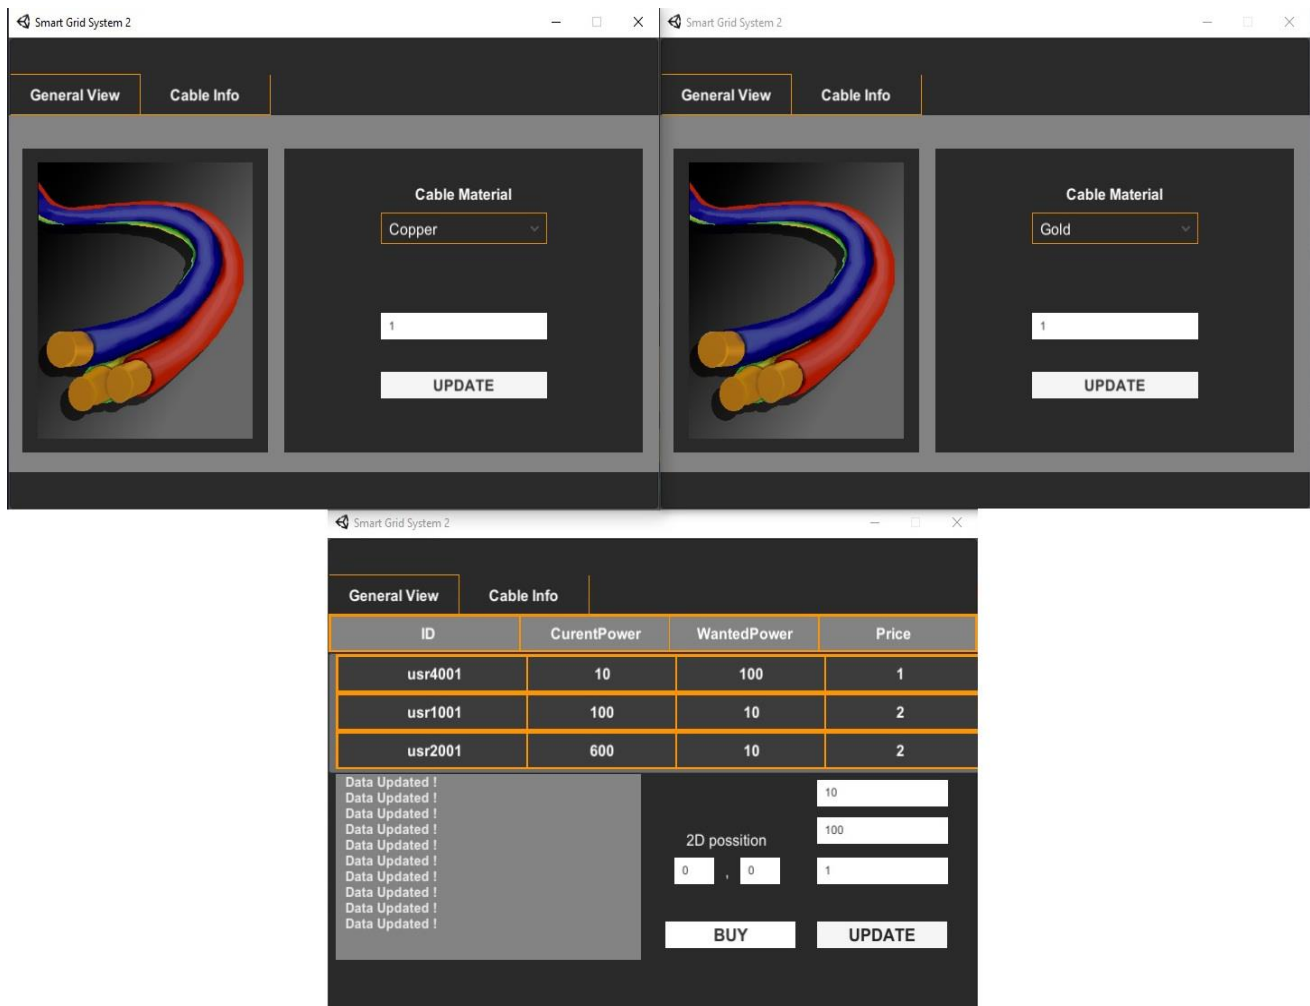 Smart Grid System 2
General View Cable Info
Cable Material
Copper
1
UPDATE
Smart Grid System 2
General View Cable Info
Cable Material
Gold
1
UPDATE
Smart Grid System 2
General View Cable Info
ID CurentPower WantedPower Price
usr4001 10 100 1
usr1001 100 10 2
usr2001 600 10 2
Data Updated !
Data Updated !
Data Updated !
Data Updated !
Data Updated !
Data Updated !
Data Updated !
Data Updated !
Data Updated !
Data Updated !
2D possition
0 , 0
10
100
1
BUY UPDATE